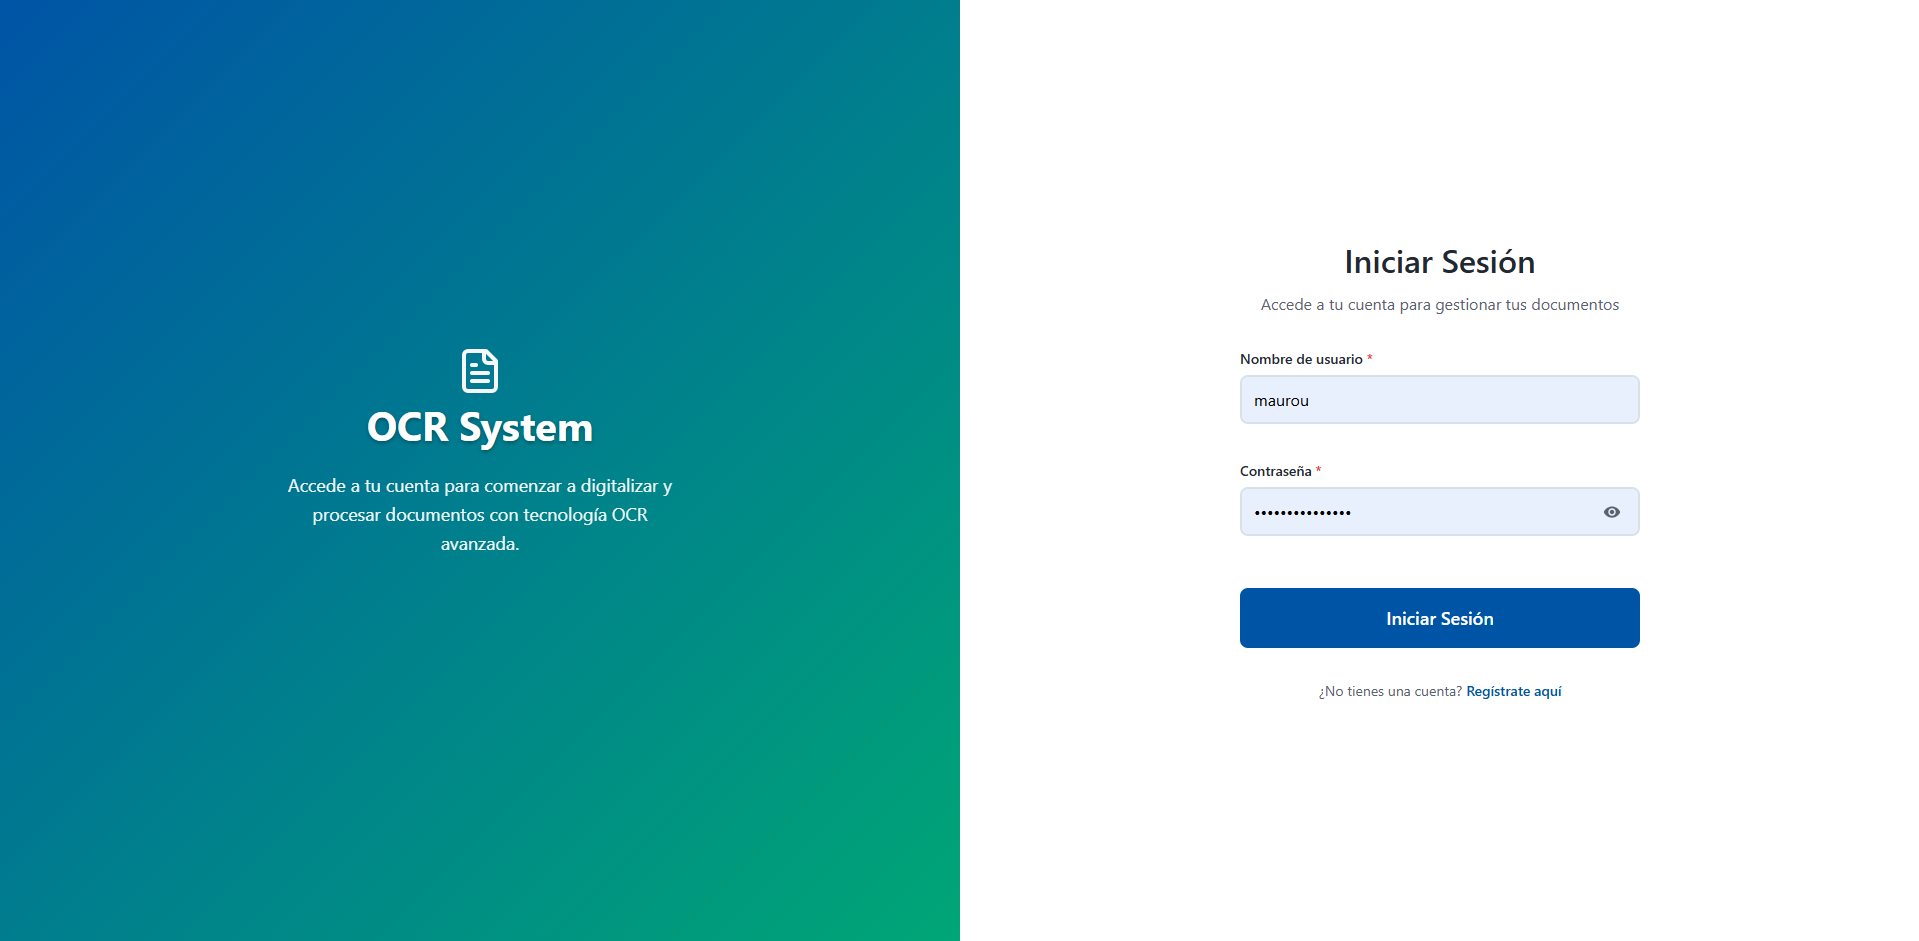 OCR System
Accede a tu cuenta para comenzar a digitalizar y
procesar documentos con tecnología OCR
avanzada.
Iniciar Sesión
Accede a tu cuenta para gestionar tus documentos
Nombre de usuario *
maurou
Contraseña *
•••••••••••••••
Iniciar Sesión
¿No tienes una cuenta? Regístrate aquí